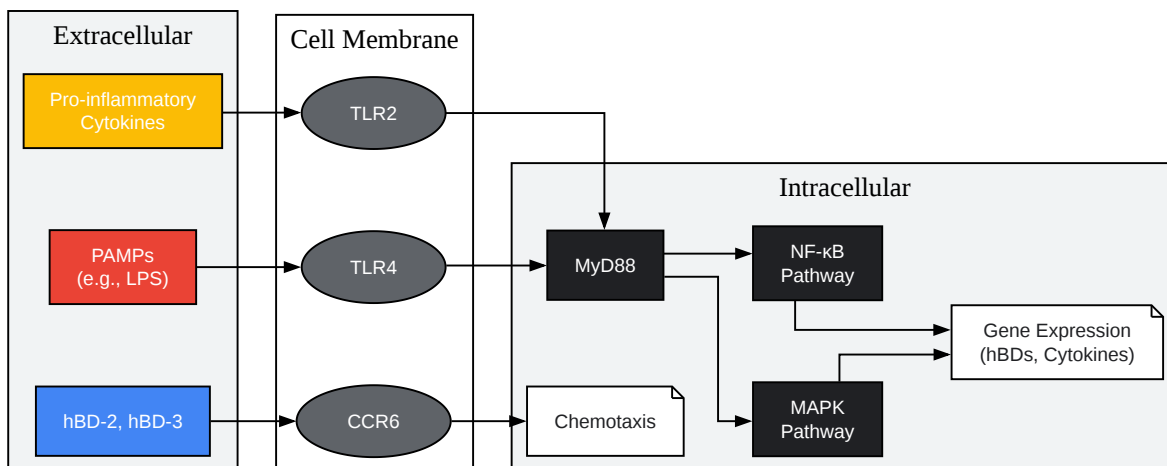 Extracellular
Cell Membrane
Pro-inflammatory
Cytokines
TLR2
Intracellular
PAMPs
(e.g., LPS)
TLR4
MyD88
NF-κB
Pathway
Gene Expression
(hBDs, Cytokines)
hBD-2, hBD-3
CCR6
Chemotaxis
MAPK
Pathway